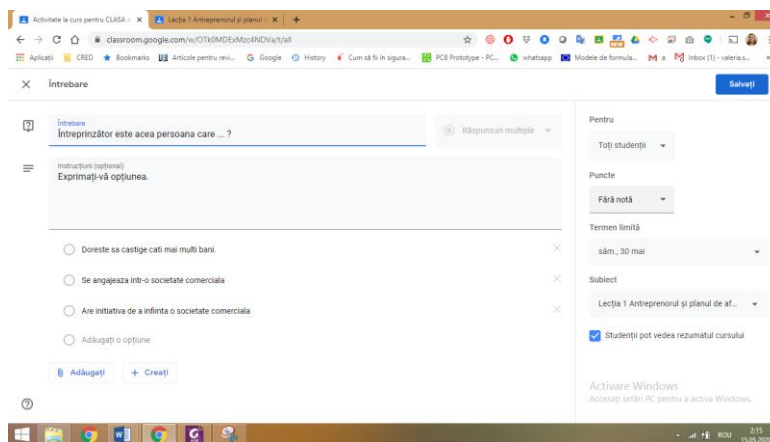 Activitate la curs pentru CLASA
Lecția 1 Antreprenorul și planul
classroom.google.com/w/OTk0MDExMzc4NDVa/t/all
Aplicații CRED Bookmarks Articole pentru revi... Google History Cum să fii în sigura... PCB Prototype - PC... whatsapp Modele de formula... a Inbox (1) - valeria.s...
Întrebare
Salvați
Întrebare
Întreprinzător este acea persoana care ... ?
Răspunsuri multiple
Instrucțiuni (opțional)
Exprimați-vă opțiunea.
Doreste sa castige cati mai multi bani.
Se angajeaza intr-o societate comerciala
Are initiativa de a infiinta o societate comerciala
Adăugați o opțiune
Adăugați
Creați
Pentru
Toți studenții
Puncte
Fără notă
Termen limită
sâm., 30 mai
Subiect
Lecția 1 Antreprenorul și planul de af...
Studenții pot vedea rezumatul cursului
Activare Windows
Accesați setări PC pentru a activa Windows.
ROU
2:15
15.05.2020